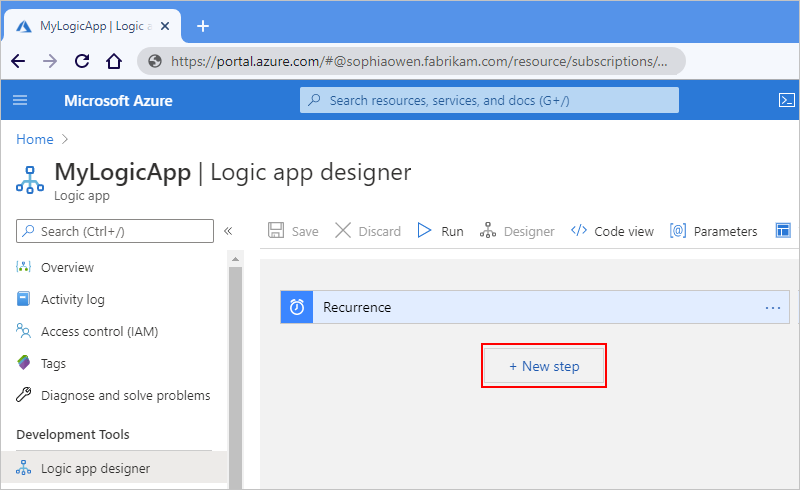 MyLogicApp | Logic a
https://portal.azure.com/#@sophiaowen.fabrikam.com/resource/subscriptions/...
Microsoft Azure
Search resources, services, and docs (G+/)
Home
MyLogicApp | Logic app designer
Logic app
Search (Ctrl+/)
Save
Discard
Run
Designer
Code view
Parameters
Overview
Activity log
Access control (IAM)
Tags
Diagnose and solve problems
Development Tools
Logic app designer
Recurrence
+ New step